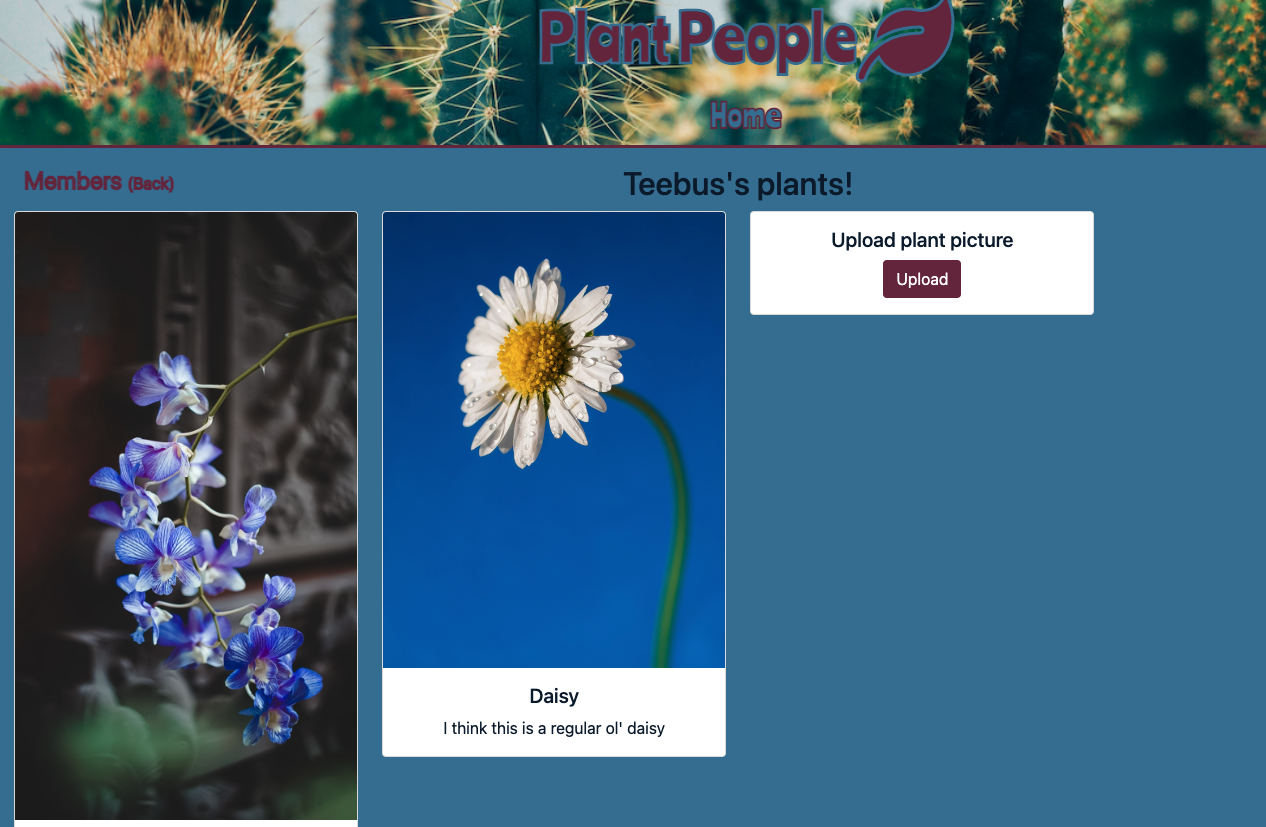 Plant People
Home
Members (Back)
Teebus's plants!
Upload plant picture
Upload
Daisy
I think this is a regular ol' daisy